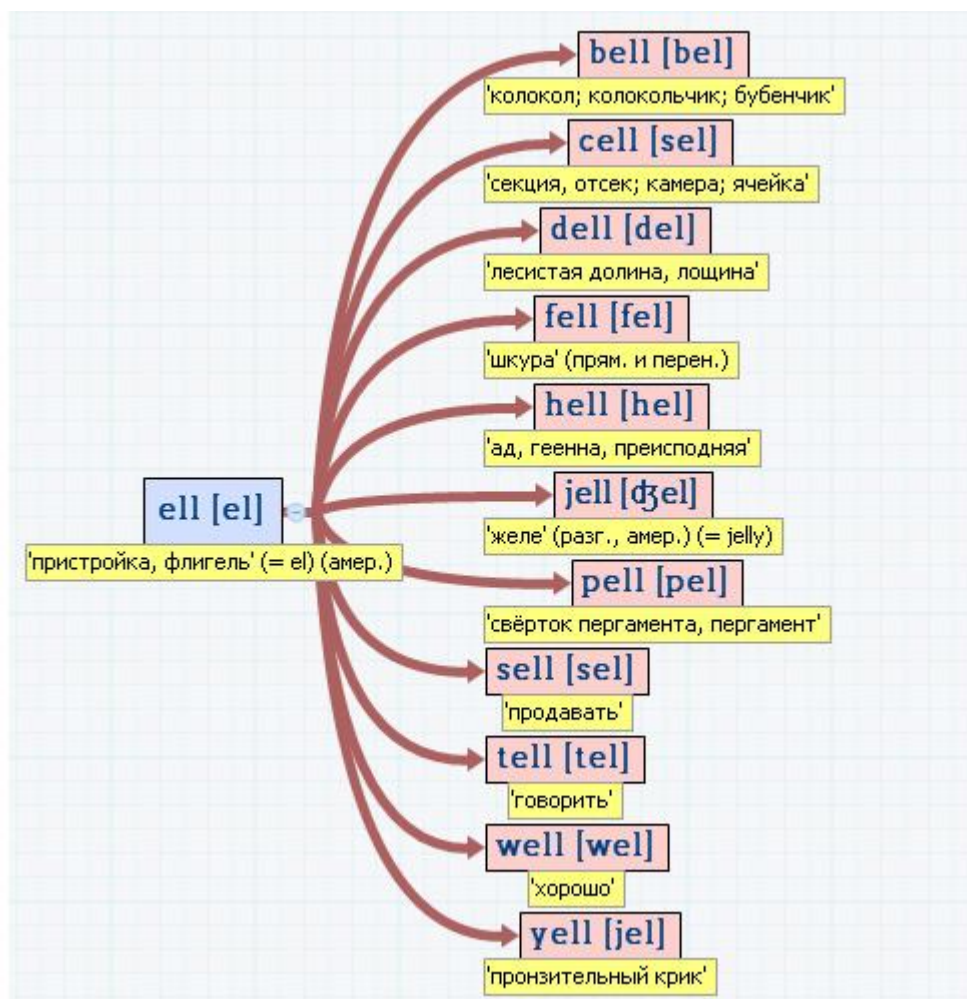 bell [bel]
'колокол; колокольчик; бубенчик'
cell [sel]
'секция, отсек; камера; ячейка'
dell [del]
'лесистая долина, лощина'
fell [fel]
'шкура' (прям. и перен.)
hell [hel]
'ад, геенна, преисподняя'
ell [el]
'пристройка, флигель' (= el) (амер.)
jell [ʤel]
'желе' (разг., амер.) (= jelly)
pell [pel]
'свёрток пергамента, пергамент'
sell [sel]
'продавать'
tell [tel]
'говорить'
well [wel]
'хорошо'
yell [jel]
'пронзительный крик'